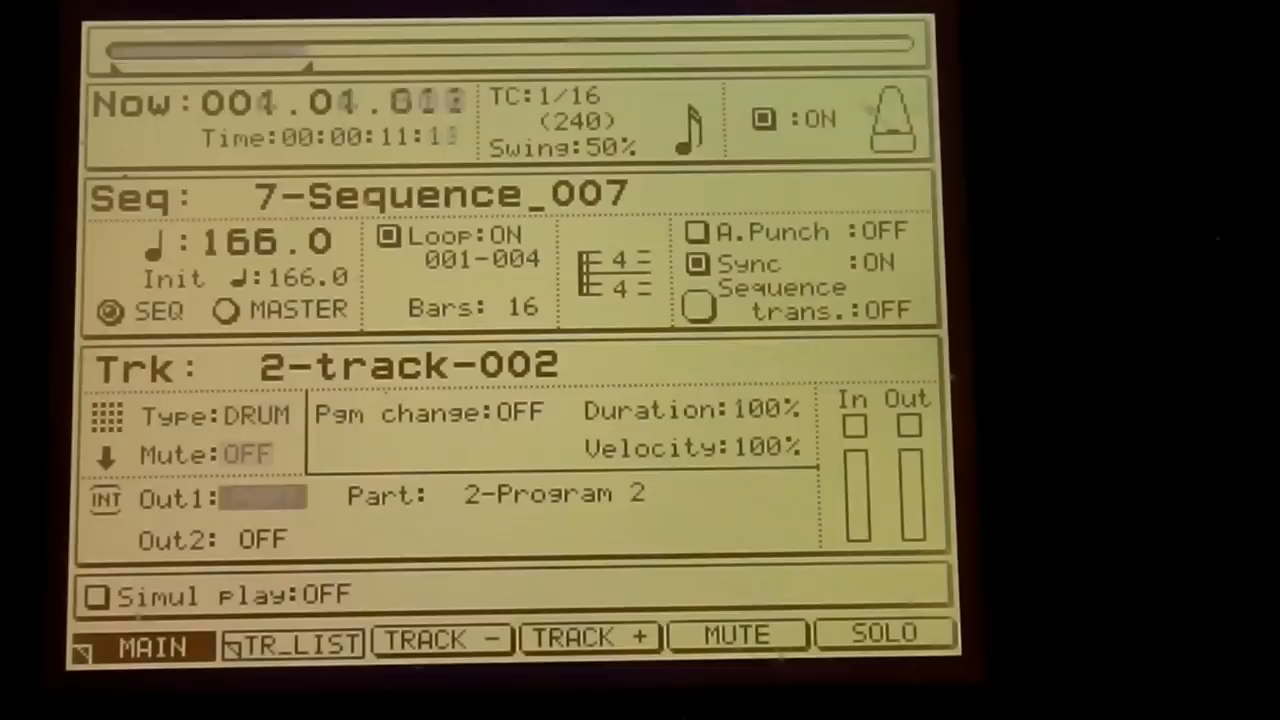 Now:
TC:1/16
(240)
:ON
Time:00:00:11:1
Swing:50%
Seq: 7-Sequence_007
♩:166.0
Loop:ON
001-004
4
4
A.Punch :OFF
Sync :ON
Init ♩:166.0
Bars: 16
Sequence
trans.:OFF
SEQ MASTER
Trk: 2-track-002
Type:DRUM
Pgm change:OFF
Duration:100%
In Out
Mute:OFF
Velocity:100%
INT Out1:
Part: 2-Program 2
Out2: OFF
Simul play:OFF
MAIN TR_LIST TRACK - TRACK + MUTE SOLO